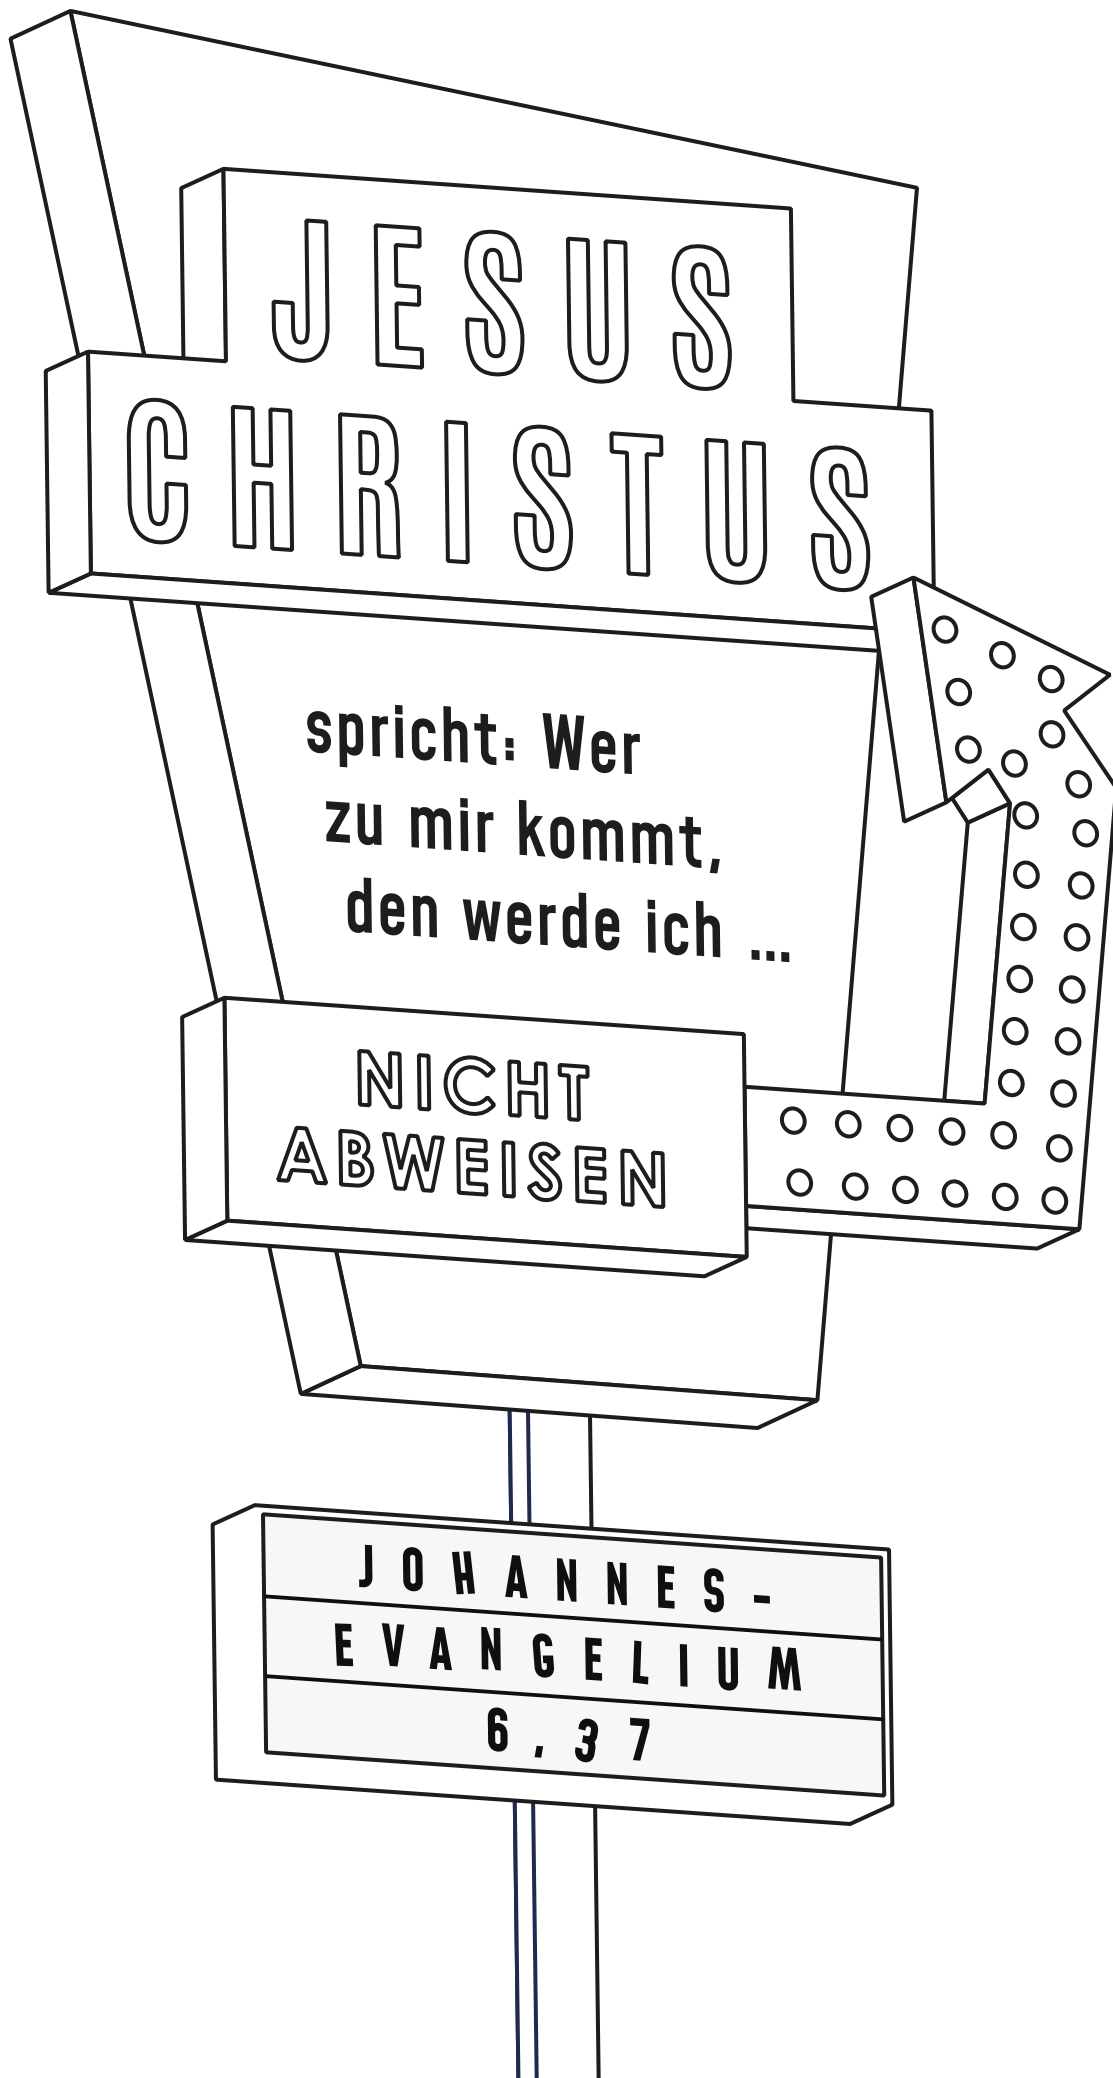 JESUS
CHRISTUS
spricht: Wer
zu mir kommt,
den werde ich ...
NICHT
ABWEISEN
JOHANNES-
EVANGELIUM
6,37